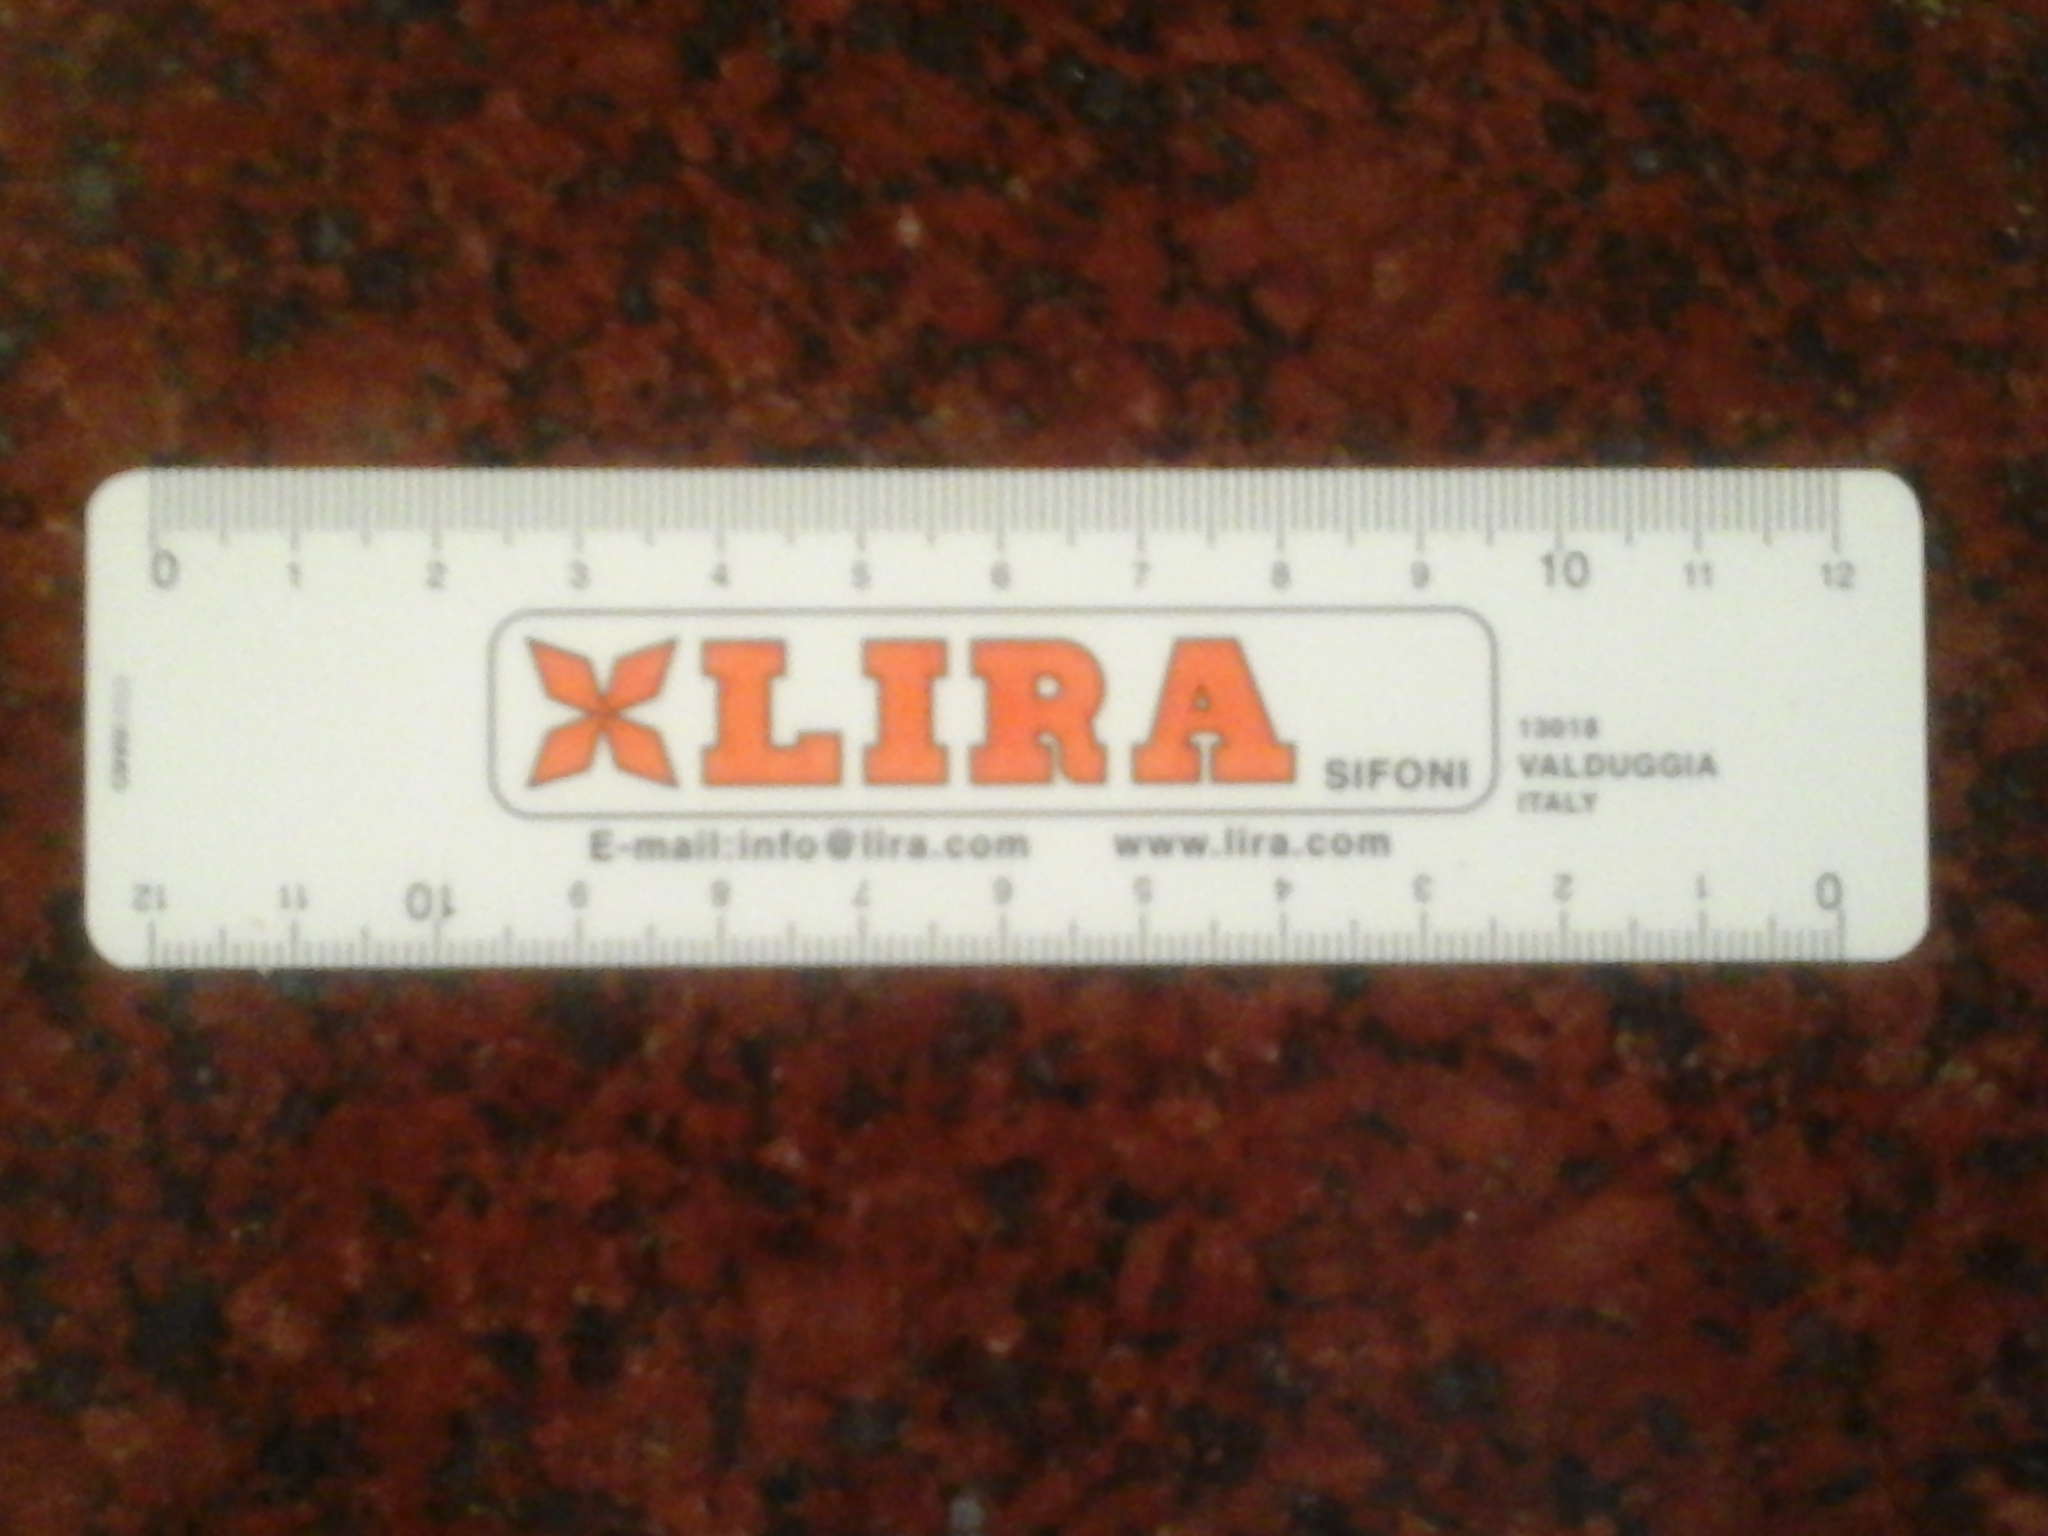 0 1 2 3 4 5 6 7 8 9 10 11 12
LIRA SIFONI
13018
VALDUGGIA
ITALY
E-mail:info@lira.com www.lira.com
12 11 10 9 8 7 6 5 4 3 2 1 0